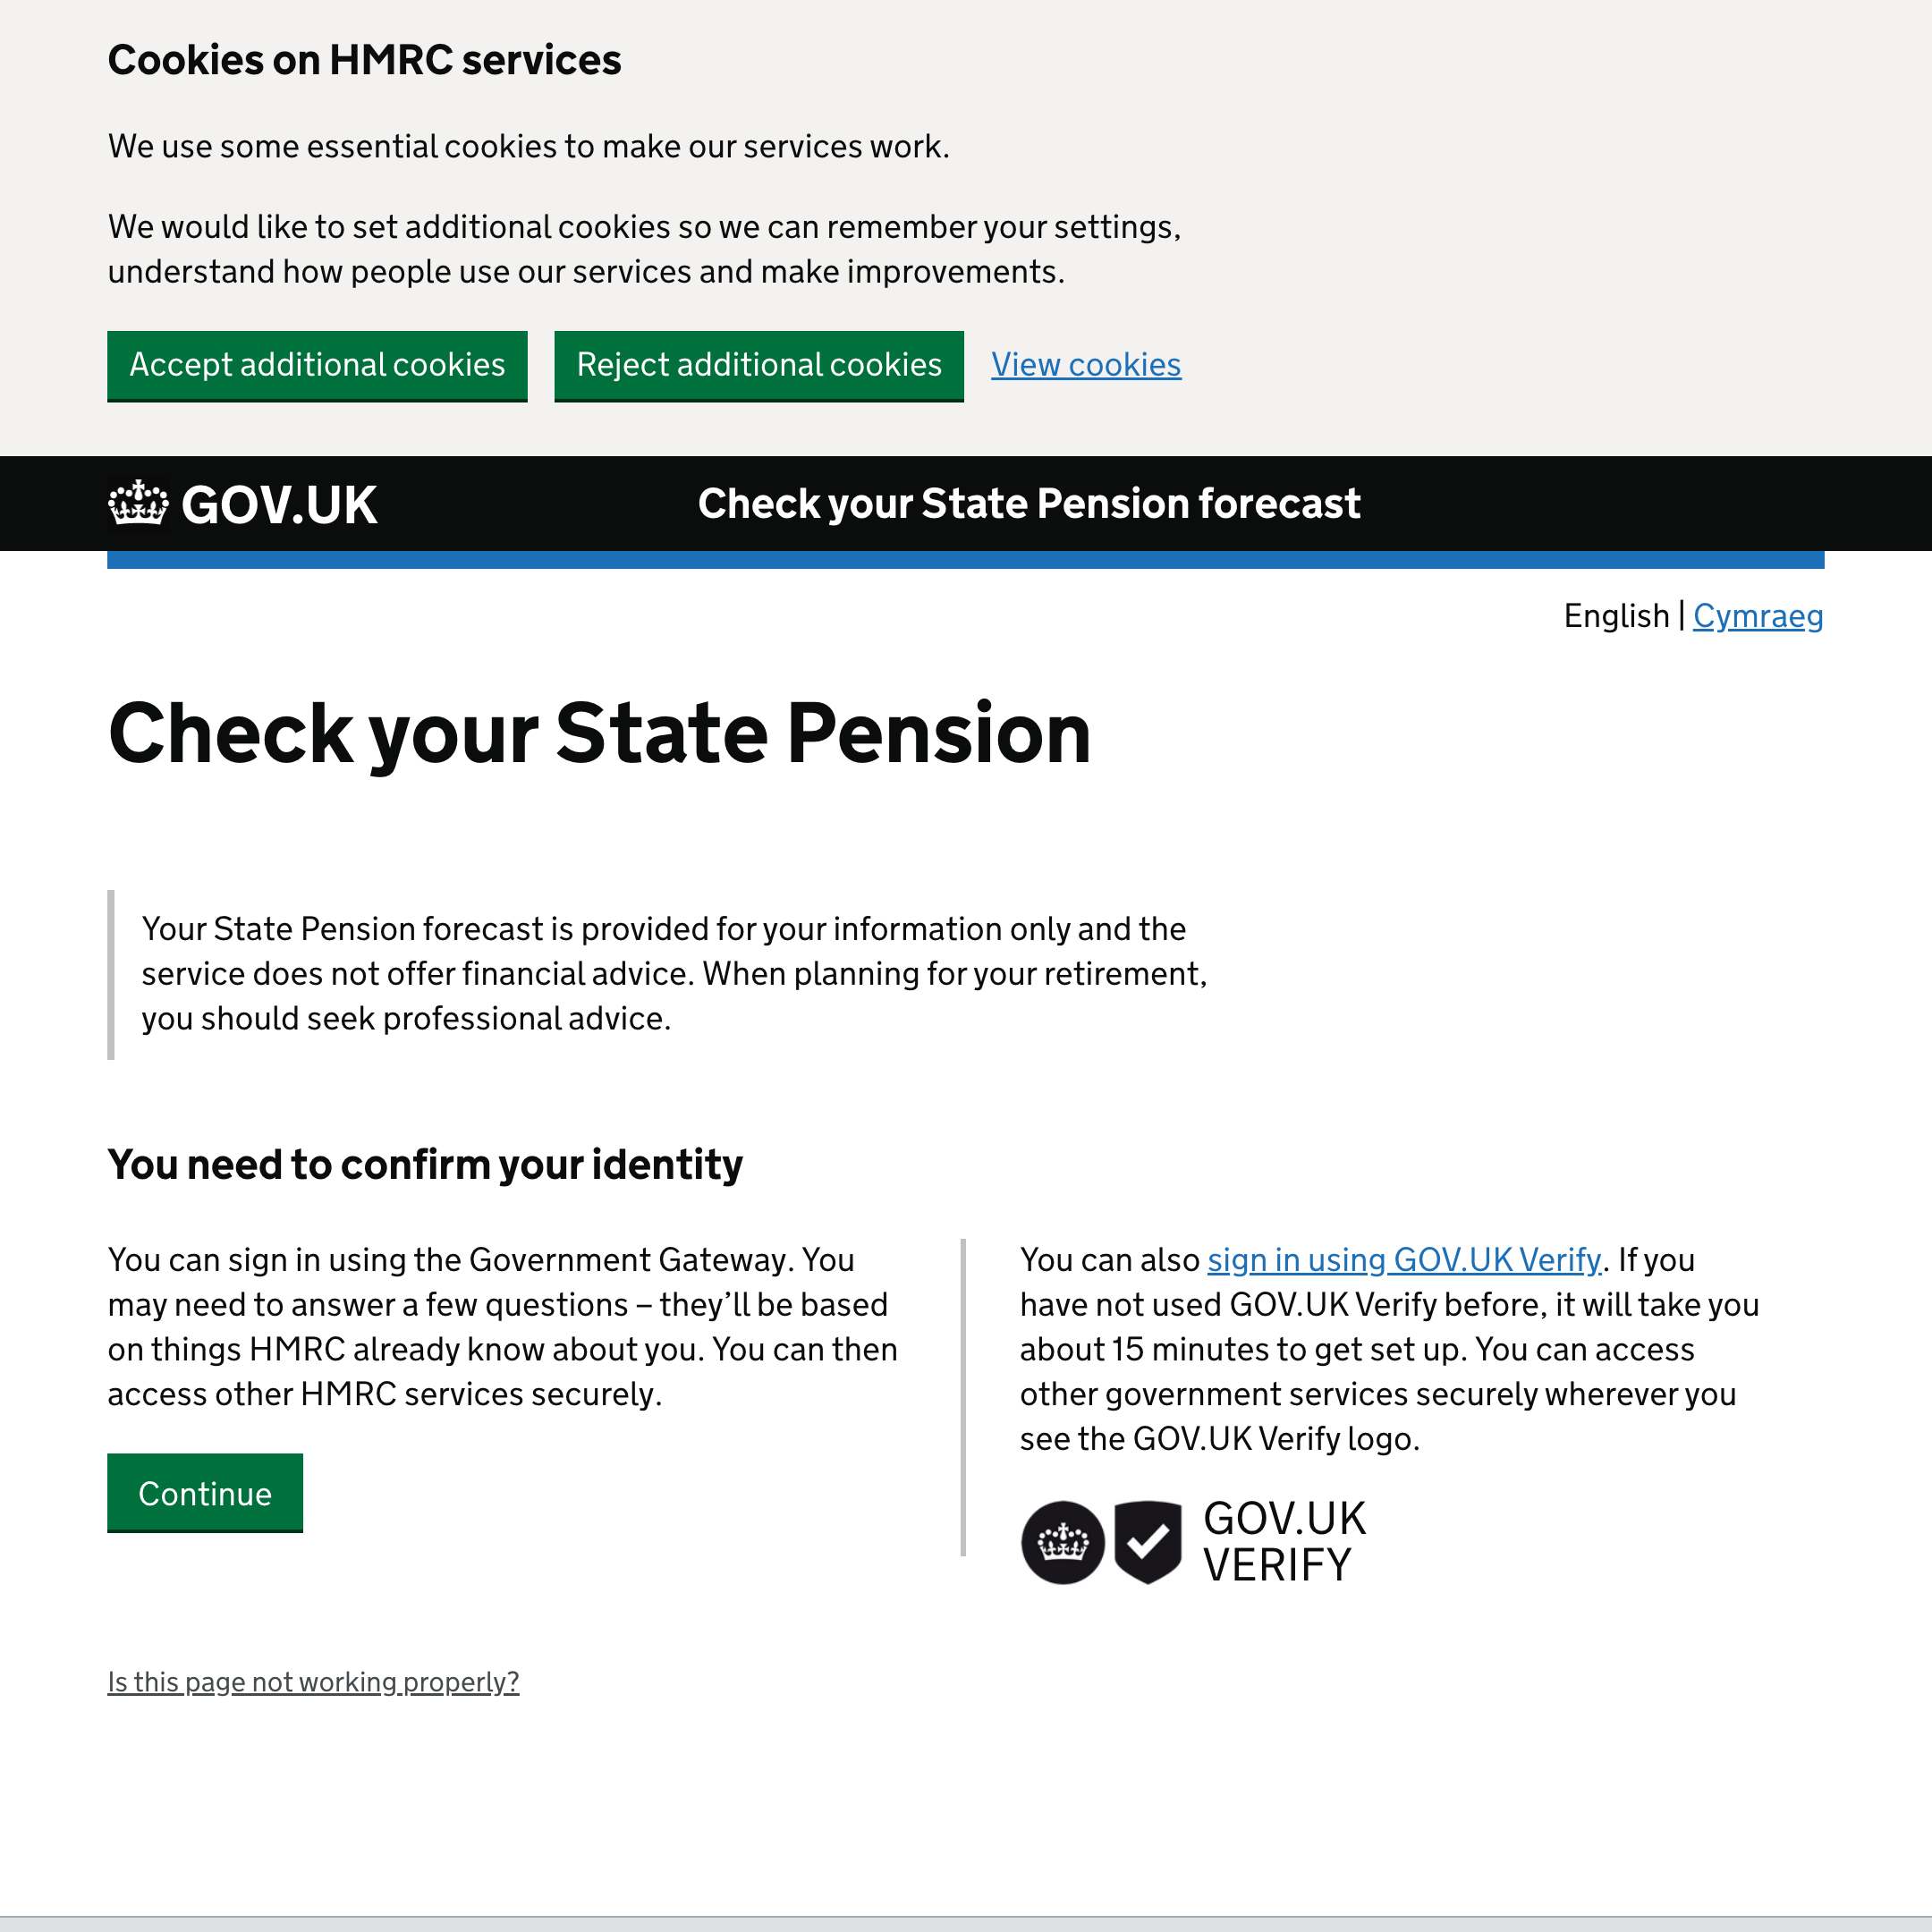 Cookies on HMRC services
We use some essential cookies to make our services work.
We would like to set additional cookies so we can remember your settings,
understand how people use our services and make improvements.
Accept additional cookies
Reject additional cookies
View cookies
GOV.UK
Check your State Pension forecast
English | Cymraeg
Check your State Pension
Your State Pension forecast is provided for your information only and the
service does not offer financial advice. When planning for your retirement,
you should seek professional advice.
You need to confirm your identity
You can sign in using the Government Gateway. You
may need to answer a few questions – they’ll be based
on things HMRC already know about you. You can then
access other HMRC services securely.
Continue
You can also sign in using GOV.UK Verify. If you
have not used GOV.UK Verify before, it will take you
about 15 minutes to get set up. You can access
other government services securely wherever you
see the GOV.UK Verify logo.
GOV.UK
VERIFY
Is this page not working properly?